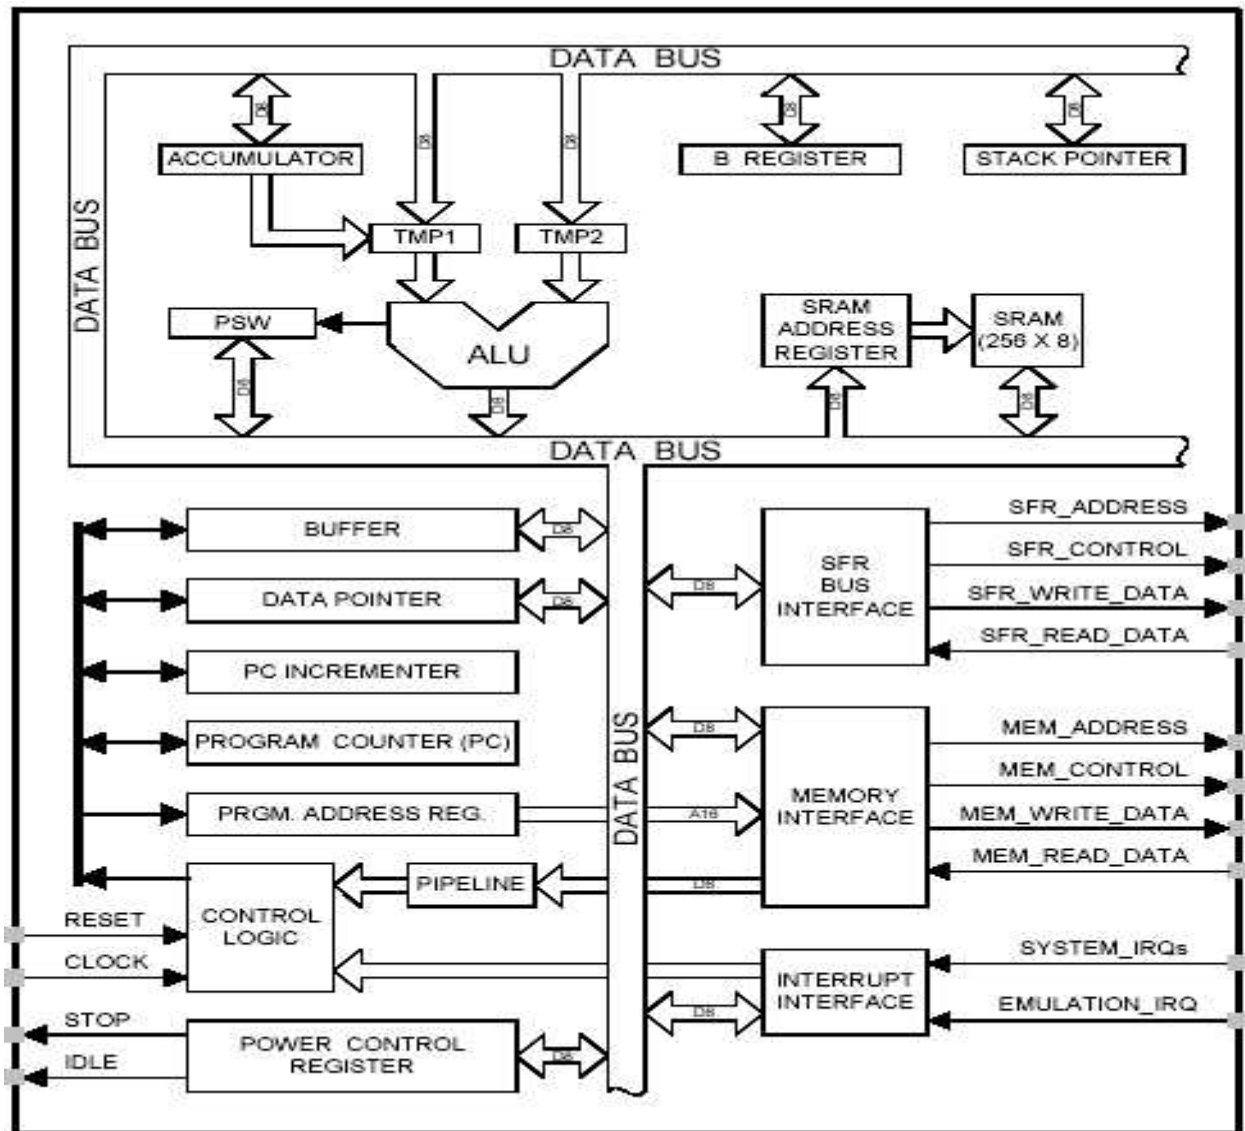 DATA BUS
D8
D8
D8
D8
D8
ACCUMULATOR
B REGISTER
STACK POINTER
DATA BUS
TMP1
TMP2
PSW
ALU
SRAM
ADDRESS
REGISTER
SRAM
(256 X 8)
D8
D8
D8
D8
DATA BUS
BUFFER
D8
DATA POINTER
D8
PC INCREMENTER
PROGRAM COUNTER (PC)
PRGM. ADDRESS REG.
A16
PIPELINE
D8
CONTROL
LOGIC
RESET
CLOCK
STOP
IDLE
POWER CONTROL
REGISTER
D8
DATA BUS
D8
SFR
BUS
INTERFACE
SFR_ADDRESS
SFR_CONTROL
SFR_WRITE_DATA
SFR_READ_DATA
D8
MEMORY
INTERFACE
MEM_ADDRESS
MEM_CONTROL
MEM_WRITE_DATA
MEM_READ_DATA
D8
INTERRUPT
INTERFACE
SYSTEM_IRQs
EMULATION_IRQ